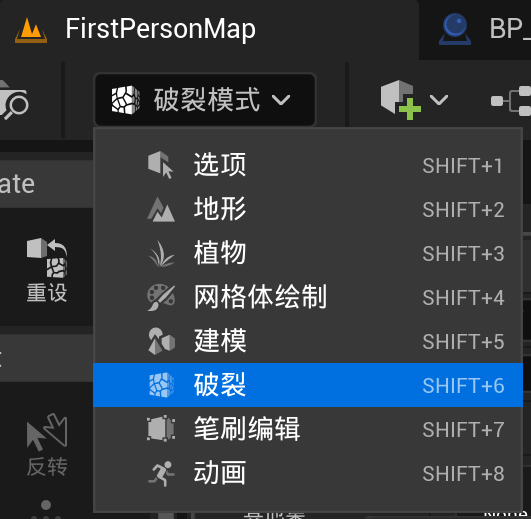 FirstPersonMap
BP_
破裂模式
选项 SHIFT+1
ate
地形 SHIFT+2
植物 SHIFT+3
重设
网格体绘制 SHIFT+4
建模 SHIFT+5
破裂 SHIFT+6
笔刷编辑 SHIFT+7
反转
动画 SHIFT+8